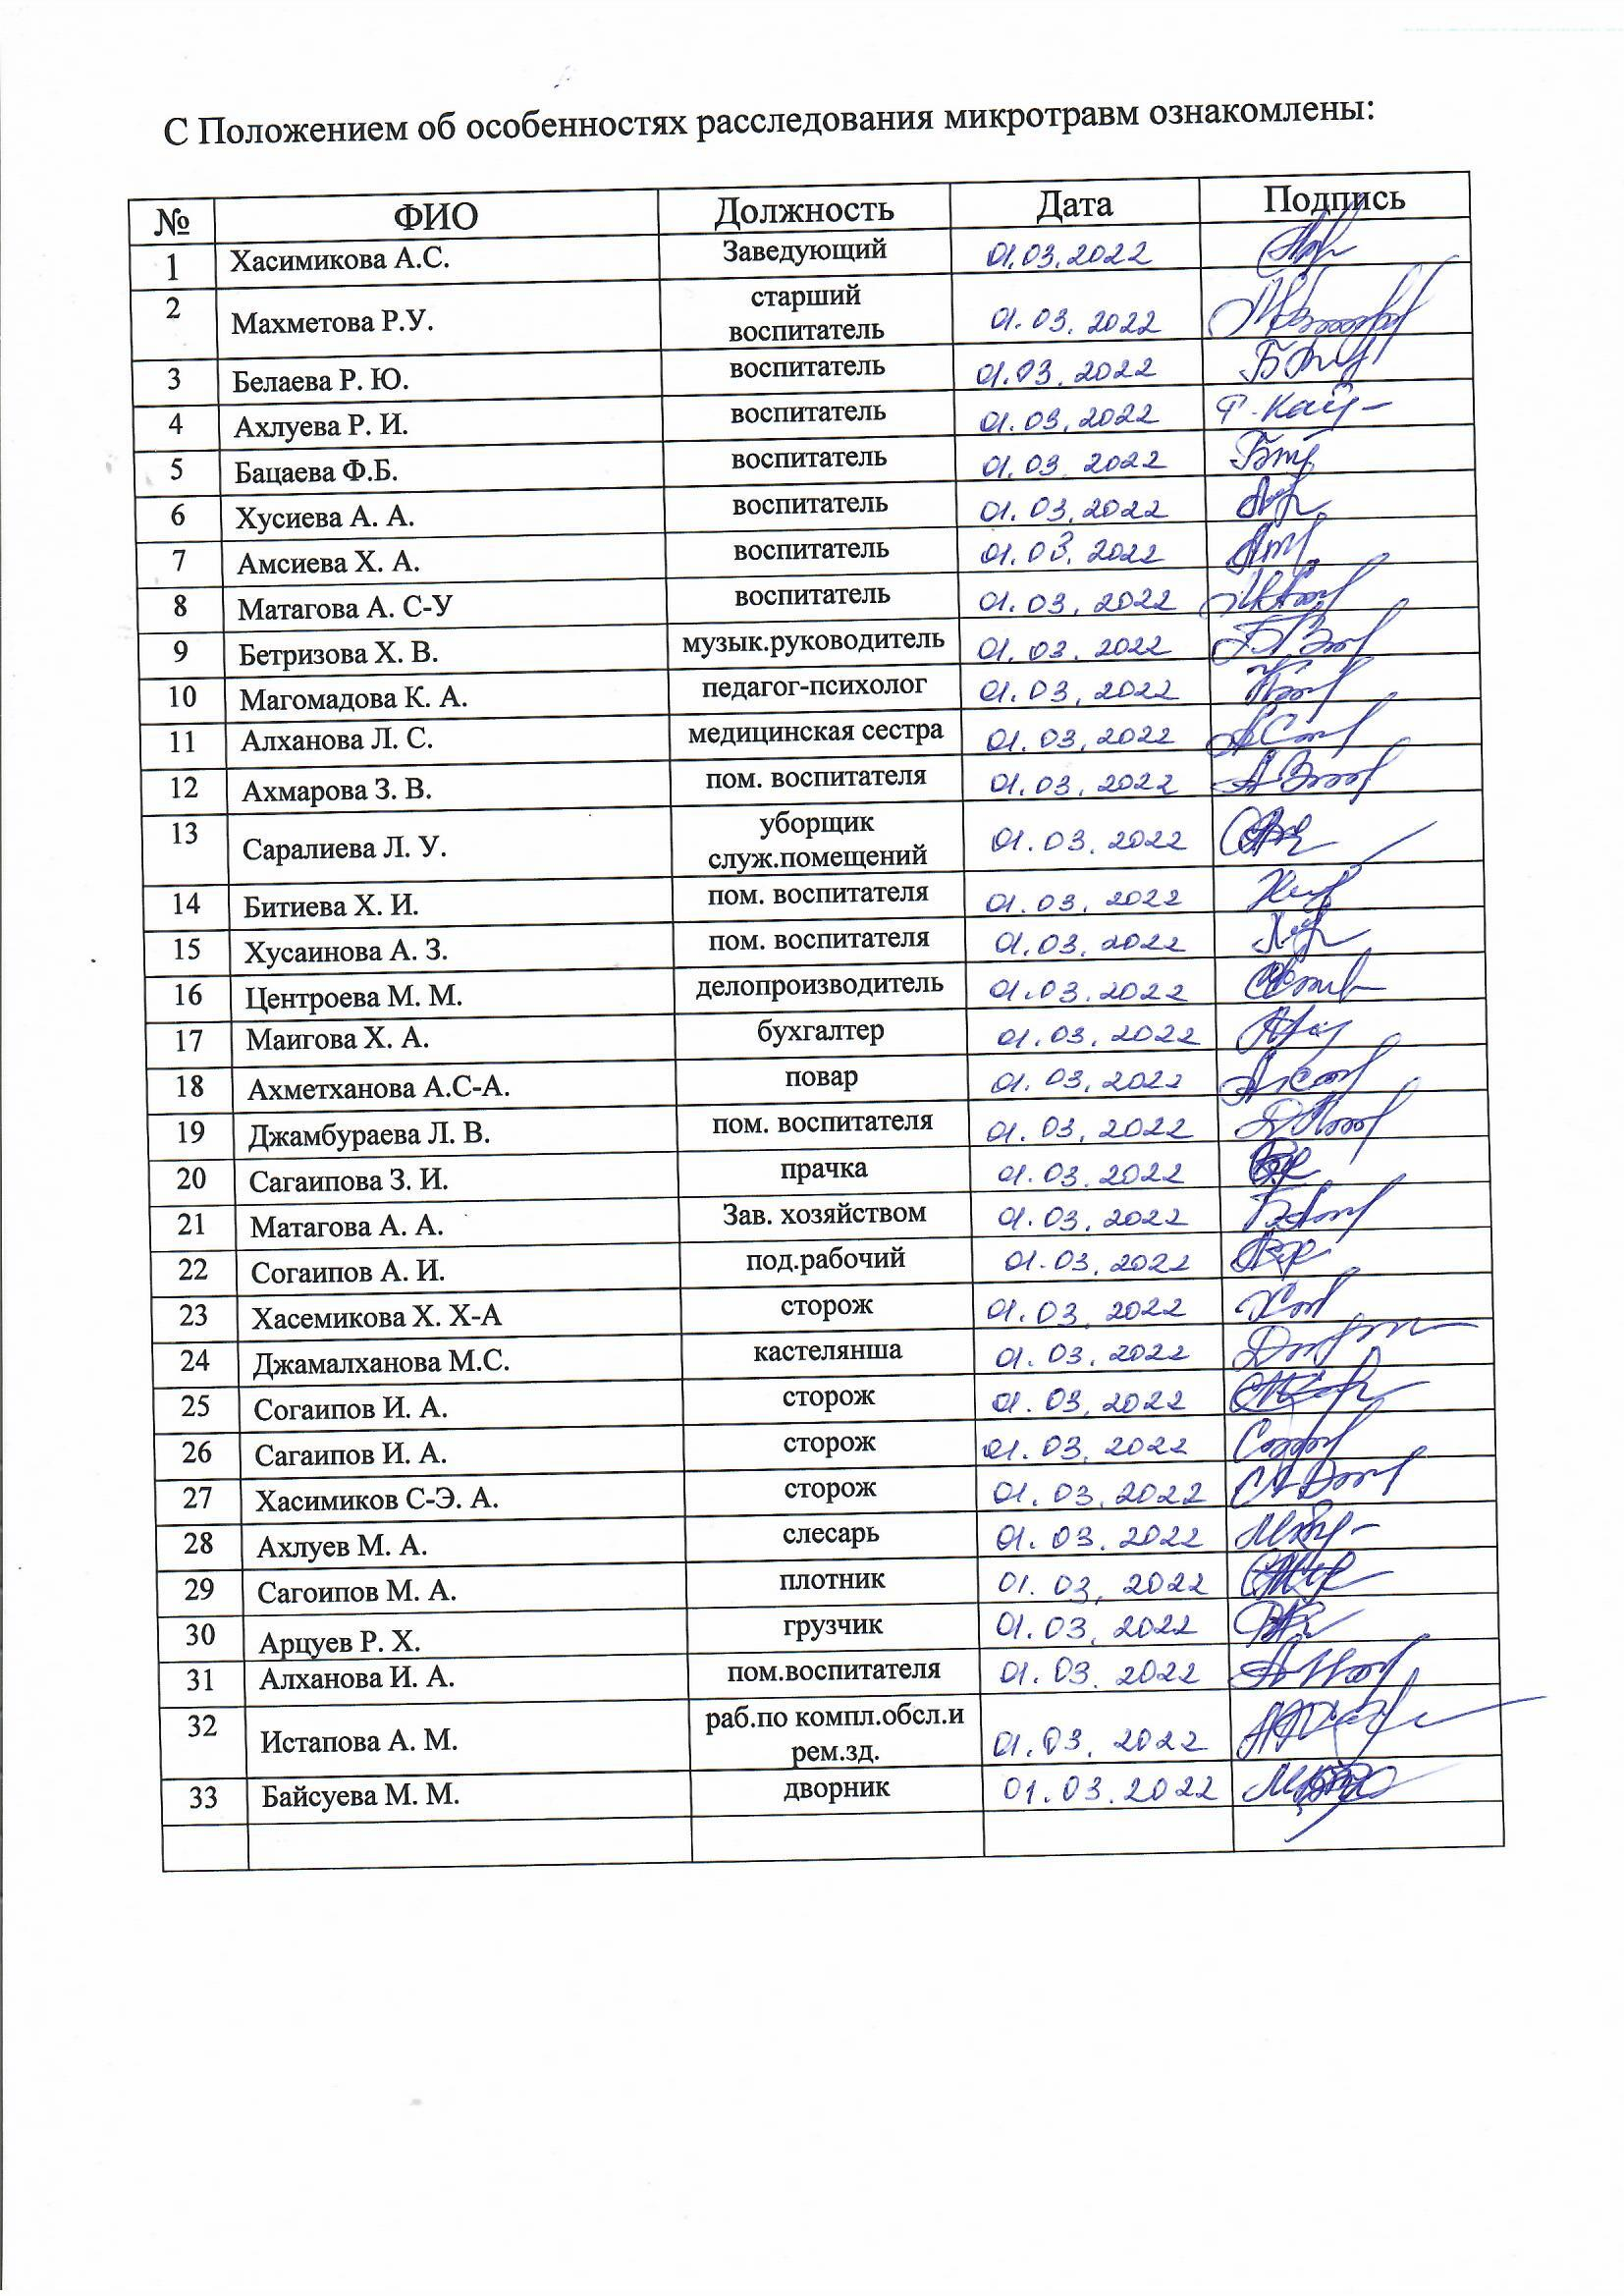 С Положением об особенностях расследования микротравм ознакомлены:
№ ФИО Должность Дата Подпись
1 Хасимикова А.С. Заведующий 01.03.2022
2 Махметова Р.У. старший
воспитатель 01.03.2022
3 Белаева Р. Ю. воспитатель 01.03.2022
4 Ахлуева Р. И. воспитатель 01.03.2022
5 Бацаева Ф.Б. воспитатель 01.03.2022
6 Хусиева А. А. воспитатель 01.03.2022
7 Амсиева Х. А. воспитатель 01.03.2022
8 Матагова А. С-У воспитатель 01.03.2022
9 Бетризова Х. В. музык.руководитель 01.03.2022
10 Магомадова К. А. педагог-психолог 01.03.2022
11 Алханова Л. С. медицинская сестра 01.03.2022
12 Ахмарова З. В. пом. воспитателя 01.03.2022
13 Саралиева Л. У. уборщик
служ.помещений 01.03.2022
14 Битиева Х. И. пом. воспитателя 01.03.2022
15 Хусаинова А. З. пом. воспитателя 01.03.2022
16 Центроева М. М. делопроизводитель 01.03.2022
17 Маигова Х. А. бухгалтер 01.03.2022
18 Ахметханова А.С-А. повар 01.03.2022
19 Джамбураева Л. В. пом. воспитателя 01.03.2022
20 Сагаипова З. И. прачка 01.03.2022
21 Матагова А. А. Зав. хозяйством 01.03.2022
22 Согаипов А. И. под.рабочий 01.03.2022
23 Хасемикова Х. Х-А сторож 01.03.2022
24 Джамалханова М.С. кастелянша 01.03.2022
25 Согаипов И. А. сторож 01.03.2022
26 Сагаипов И. А. сторож 01.03.2022
27 Хасимиков С-Э. А. сторож 01.03.2022
28 Ахлуев М. А. слесарь 01.03.2022
29 Сагоипов М. А. плотник 01.03.2022
30 Арцуев Р. Х. грузчик 01.03.2022
31 Алханова И. А. пом.воспитателя 01.03.2022
32 Истапова А. М. раб.по компл.обсл.и
рем.зд. 01.03.2022
33 Байсуева М. М. дворник 01.03.2022